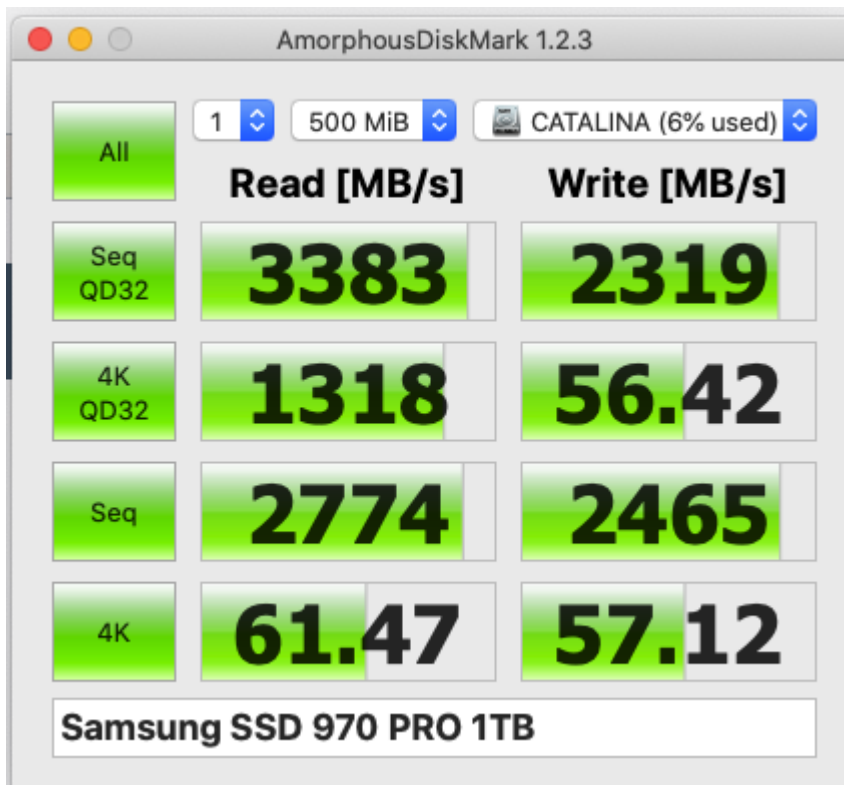 AmorphousDiskMark 1.2.3
All
1 500 MiB CATALINA (6% used)
Read [MB/s] Write [MB/s]
Seq
QD32
3383 2319
4K
QD32
1318 56.42
Seq 2774 2465
4K 61.47 57.12
Samsung SSD 970 PRO 1TB